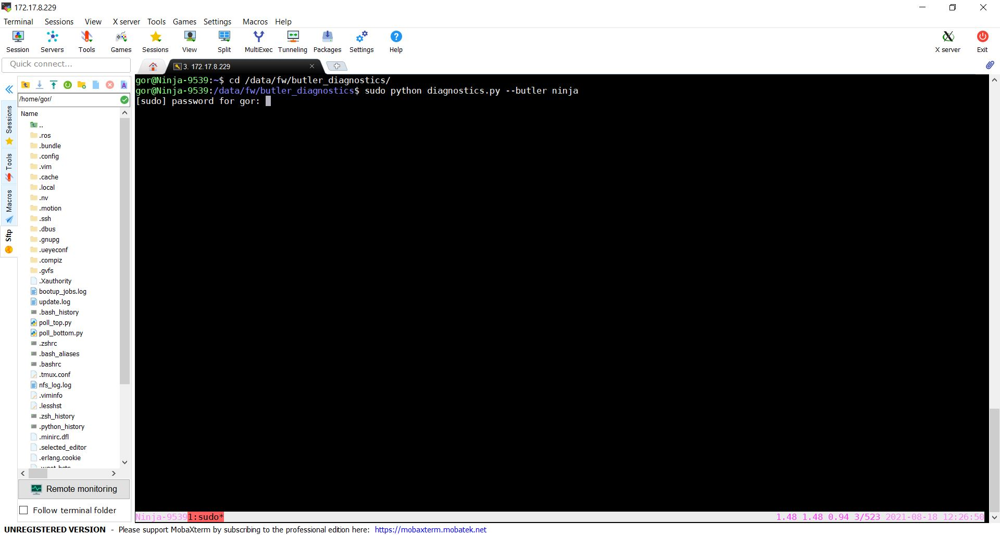 172.17.8.229
Terminal Sessions View X server Tools Games Settings Macros Help
Session Servers Tools Games Sessions View Split MultiExec Tunneling Packages Settings Help X server Exit
Quick connect...
3. 172.17.8.229
/home/gor/
Name
..
.ros
.bundle
.config
.vim
.cache
.local
.nv
.motion
.ssh
.dbus
.gnupg
.ueyeconf
.compiz
.gvfs
.Xauthority
bootup_jobs.log
update.log
.bash_history
poll_top.py
poll_bottom.py
.zshrc
.bash_aliases
.bashrc
.tmux.conf
nfs_log.log
.viminfo
.lesshst
.zsh_history
.python_history
.minirc.dfl
.selected_editor
.erlang.cookie
Sessions
Tools
Macros
Sftp
Remote monitoring
Follow terminal folder
gor@Ninja-9539:~$ cd /data/fw/butler_diagnostics/
gor@Ninja-9539:/data/fw/butler_diagnostics$ sudo python diagnostics.py --butler ninja
[sudo] password for gor:
Ninja-9539 1:sudo* 1.48 1.48 0.94 3/523 2021-08-18 12:26:50
UNREGISTERED VERSION - Please support MobaXterm by subscribing to the professional edition here: https://mobaxterm.mobatek.net